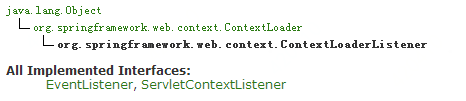 java.lang.Object
org.springframework.web.context.ContextLoader
org.springframework.web.context.ContextLoaderListener
All Implemented Interfaces:
EventListener, ServletContextListener